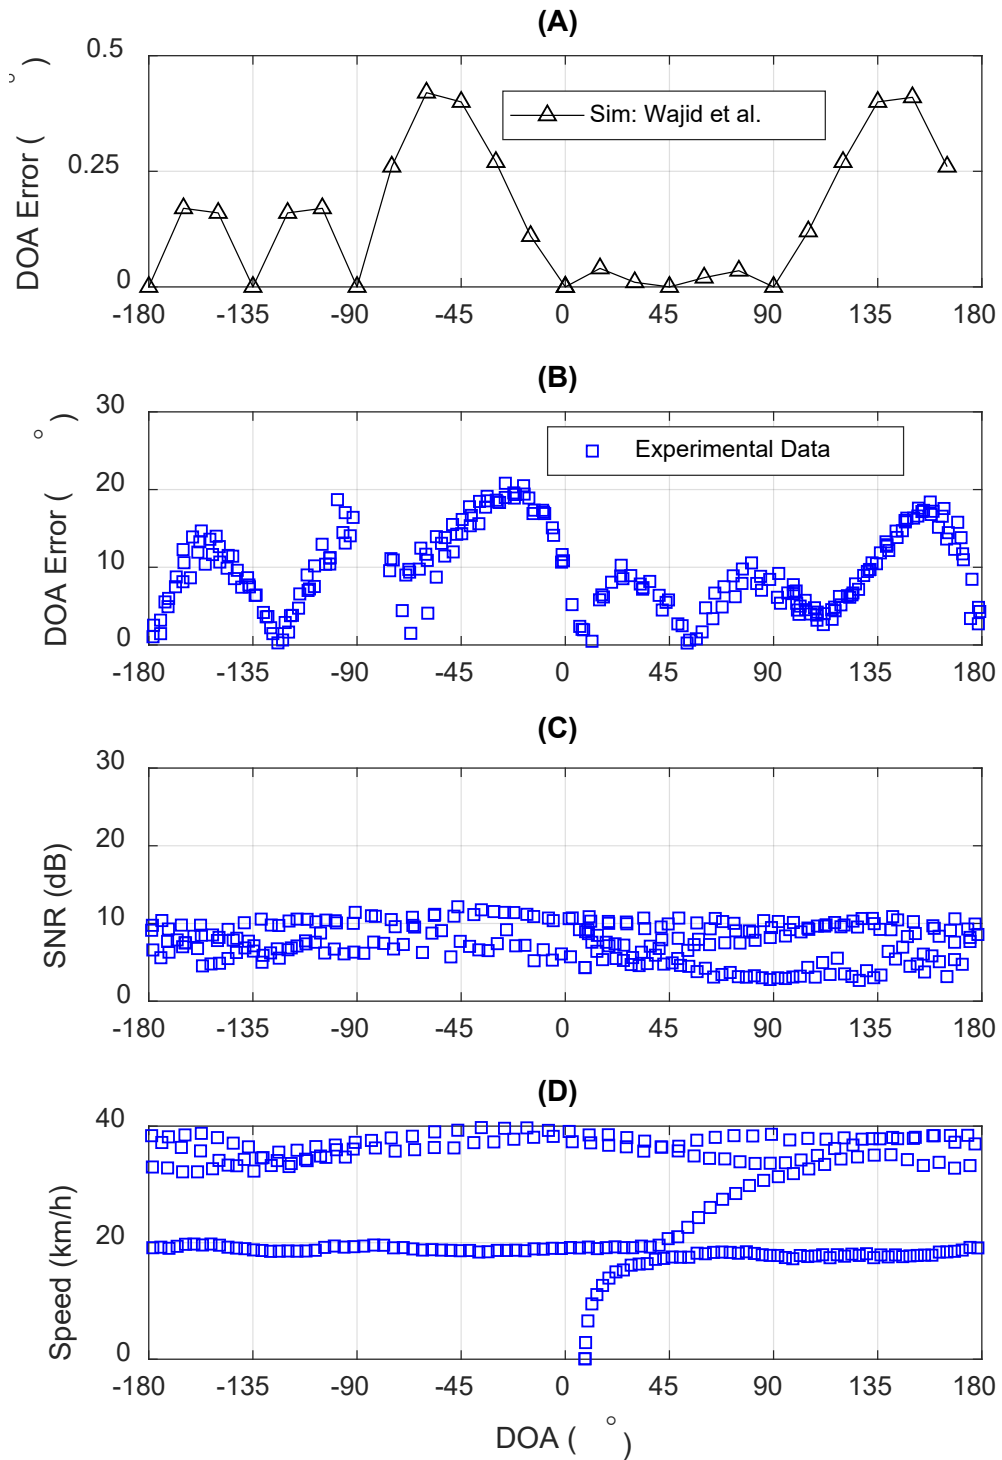 (A)
DOA Error ( °)
0.5
0.25
0
Sim: Wajid et al.
-180 -135 -90 -45 0 45 90 135 180
(B)
DOA Error ( °)
30
20
10
0
Experimental Data
-180 -135 -90 -45 0 45 90 135 180
(C)
SNR (dB)
30
20
10
0
-180 -135 -90 -45 0 45 90 135 180
(D)
Speed (km/h)
40
20
0
-180 -135 -90 -45 0 45 90 135 180
DOA ( °)